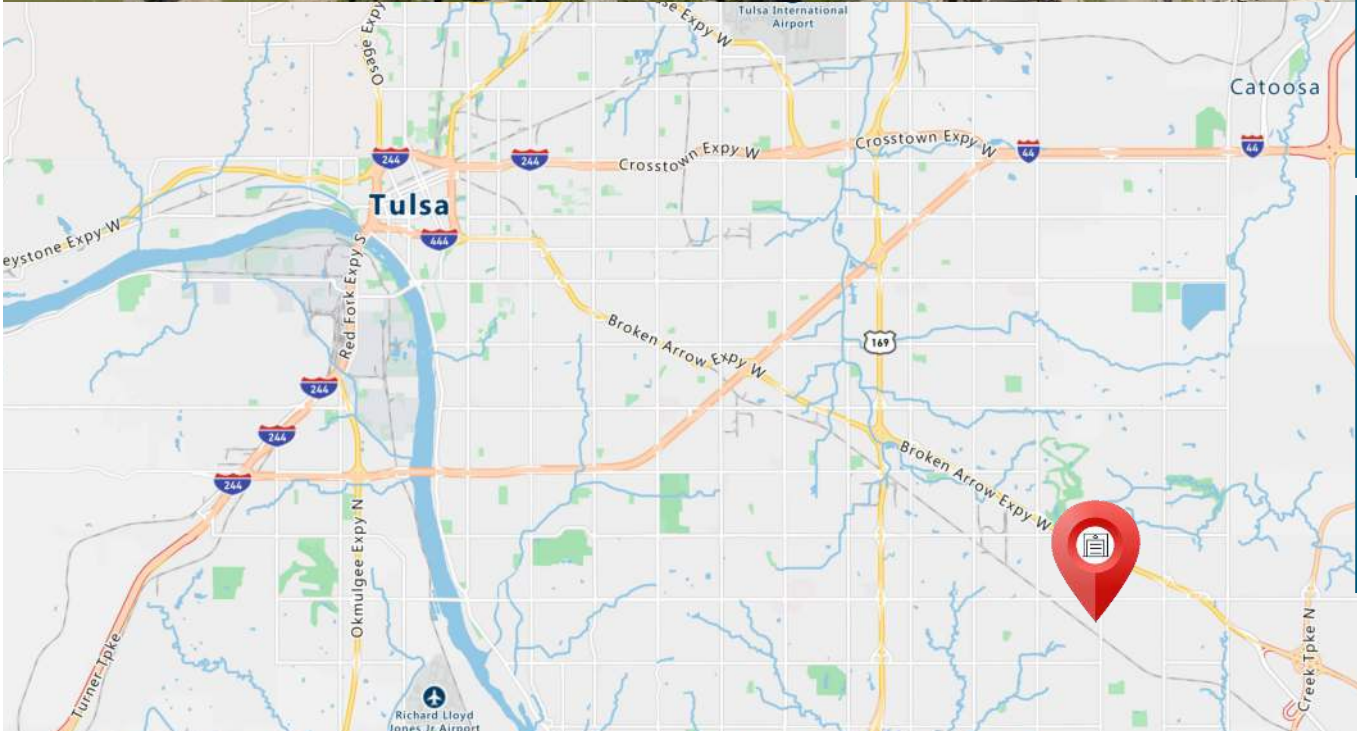 Tulsa International
Airport
se Expy W
Osage Expy
Catoosa
Crosstown Expy W
Crosstown Expy W
244
244
44
44
Tulsa
444
eystone Expy W
Red Fork Expy S
Broken Arrow Expy W
169
244
244
244
Broken Arrow Expy W
Okmulgee Expy N
Turner Tpke
Creek Tpke N
Richard Lloyd
Jones Jr Airport